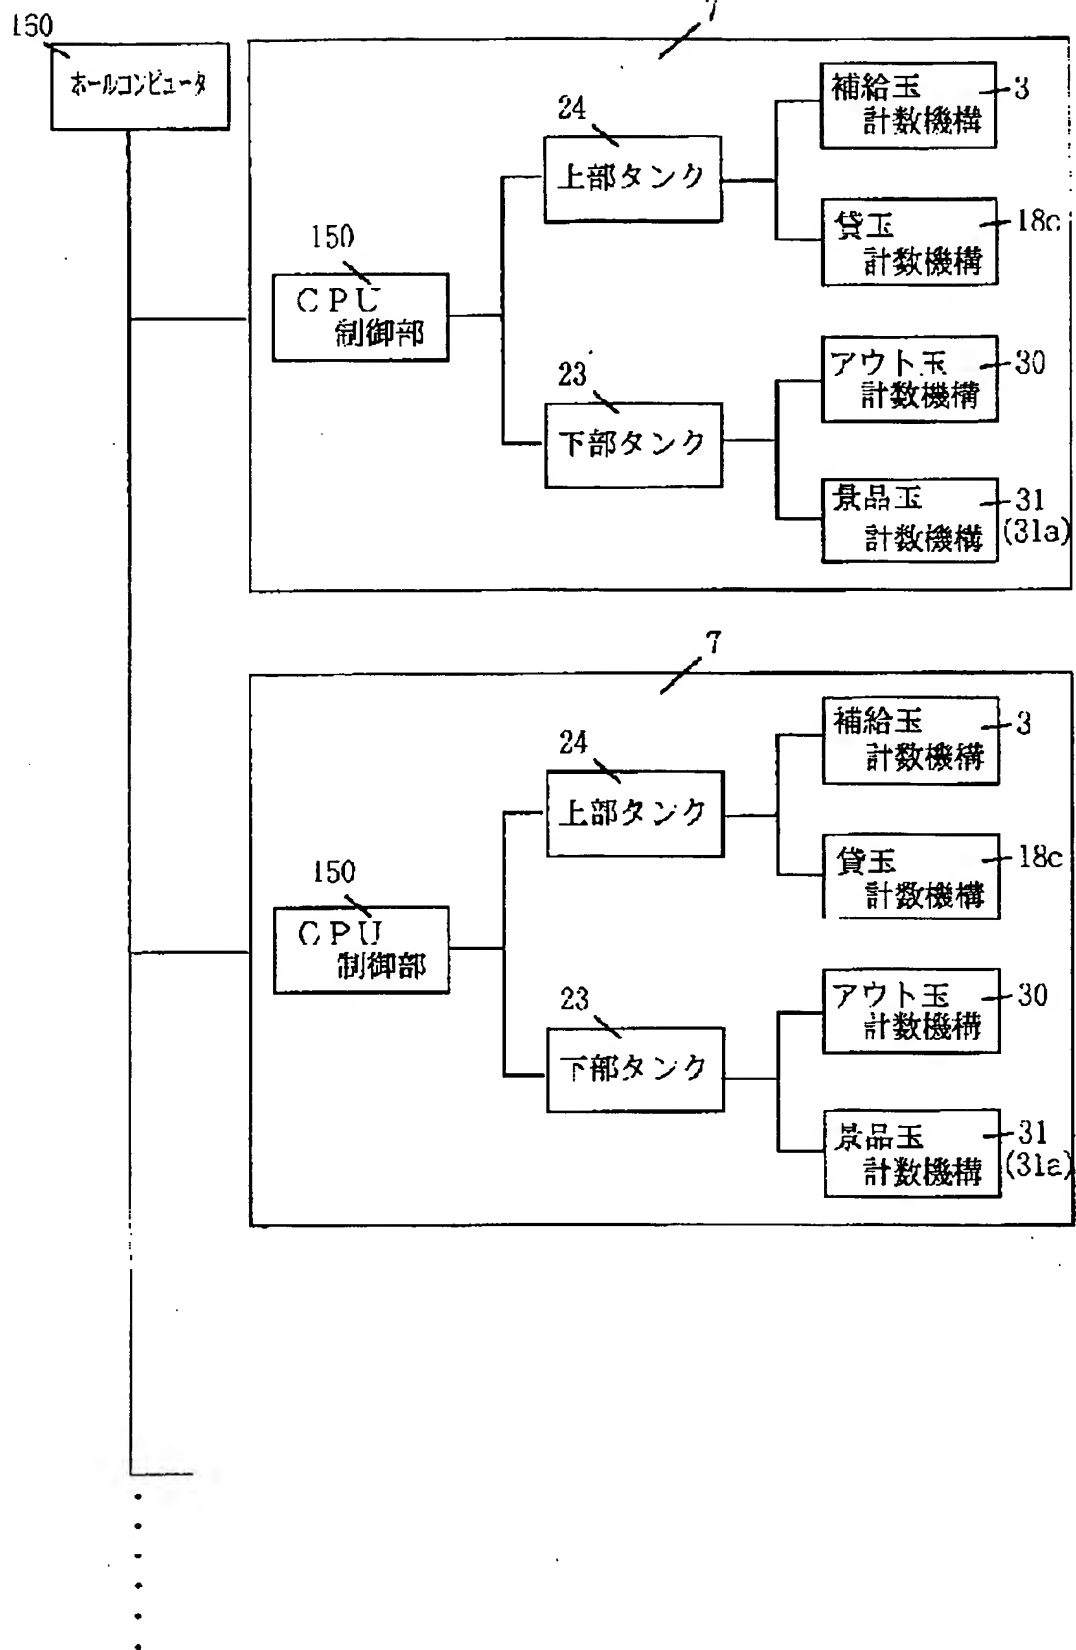 160
ホールコンピュータ
7
24
上部タンク
補給玉
計数機構
3
貸玉
計数機構
18c
150
CPU
制御部
23
下部タンク
アウト玉
計数機構
30
景品玉
計数機構
31
(31a)
7
24
上部タンク
補給玉
計数機構
3
貸玉
計数機構
18c
150
CPU
制御部
23
下部タンク
アウト玉
計数機構
30
景品玉
計数機構
31
(31a)